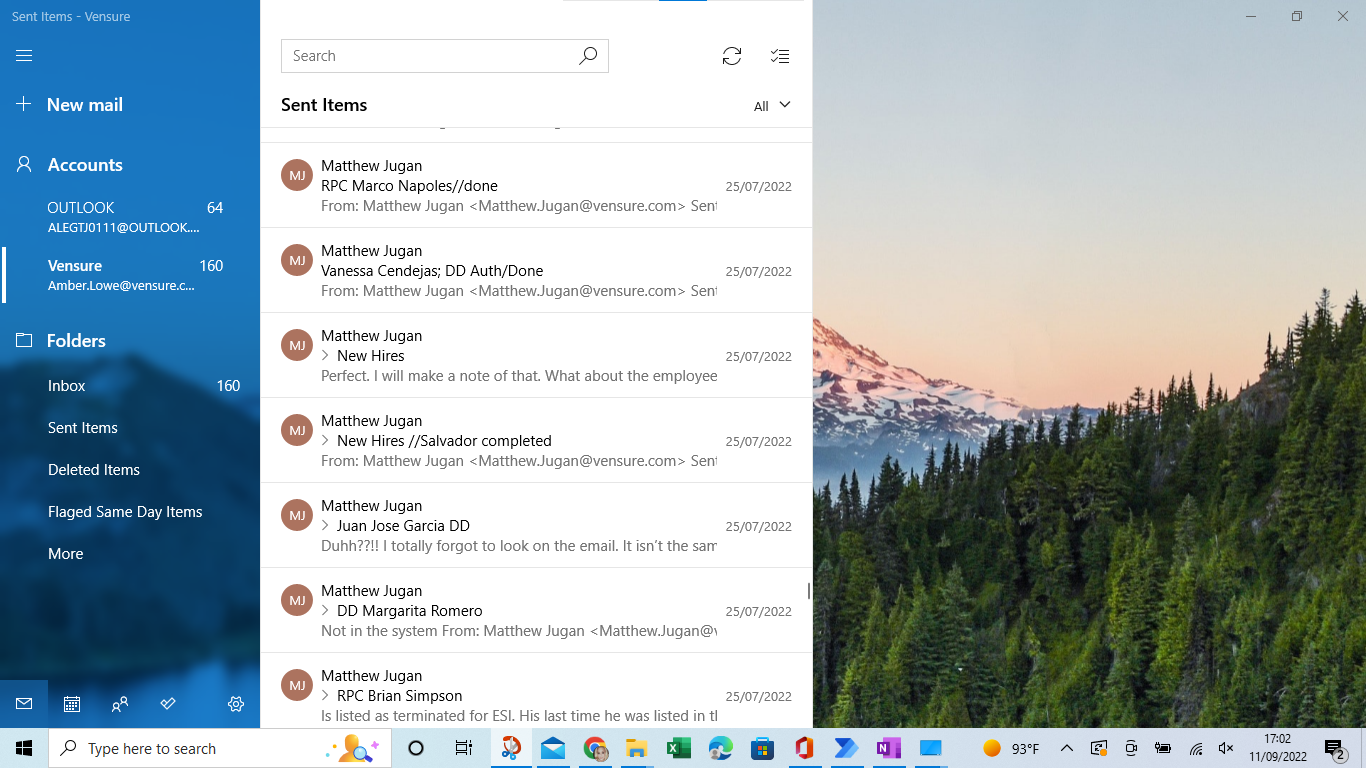 Sent Items - Vensure
New mail
Accounts
OUTLOOK 64
ALEGTJ0111@OUTLOOK....
Vensure 160
Amber.Lowe@vensure.c...
Folders
Inbox 160
Sent Items
Deleted Items
Flaged Same Day Items
More
Search
Sent Items All
MJ Matthew Jugan
RPC Marco Napoles//done 25/07/2022
From: Matthew Jugan <Matthew.Jugan@vensure.com> Sent
MJ Matthew Jugan
Vanessa Cendejas; DD Auth/Done 25/07/2022
From: Matthew Jugan <Matthew.Jugan@vensure.com> Sent
MJ Matthew Jugan
New Hires 25/07/2022
Perfect. I will make a note of that. What about the employee
MJ Matthew Jugan
New Hires //Salvador completed 25/07/2022
From: Matthew Jugan <Matthew.Jugan@vensure.com> Sent
MJ Matthew Jugan
Juan Jose Garcia DD 25/07/2022
Duhh??!! I totally forgot to look on the email. It isn't the sam
MJ Matthew Jugan
DD Margarita Romero 25/07/2022
Not in the system From: Matthew Jugan <Matthew.Jugan@v
MJ Matthew Jugan
RPC Brian Simpson 25/07/2022
Is listed as terminated for ESI. His last time he was listed in th
Type here to search
93°F
17:02
11/09/2022
2